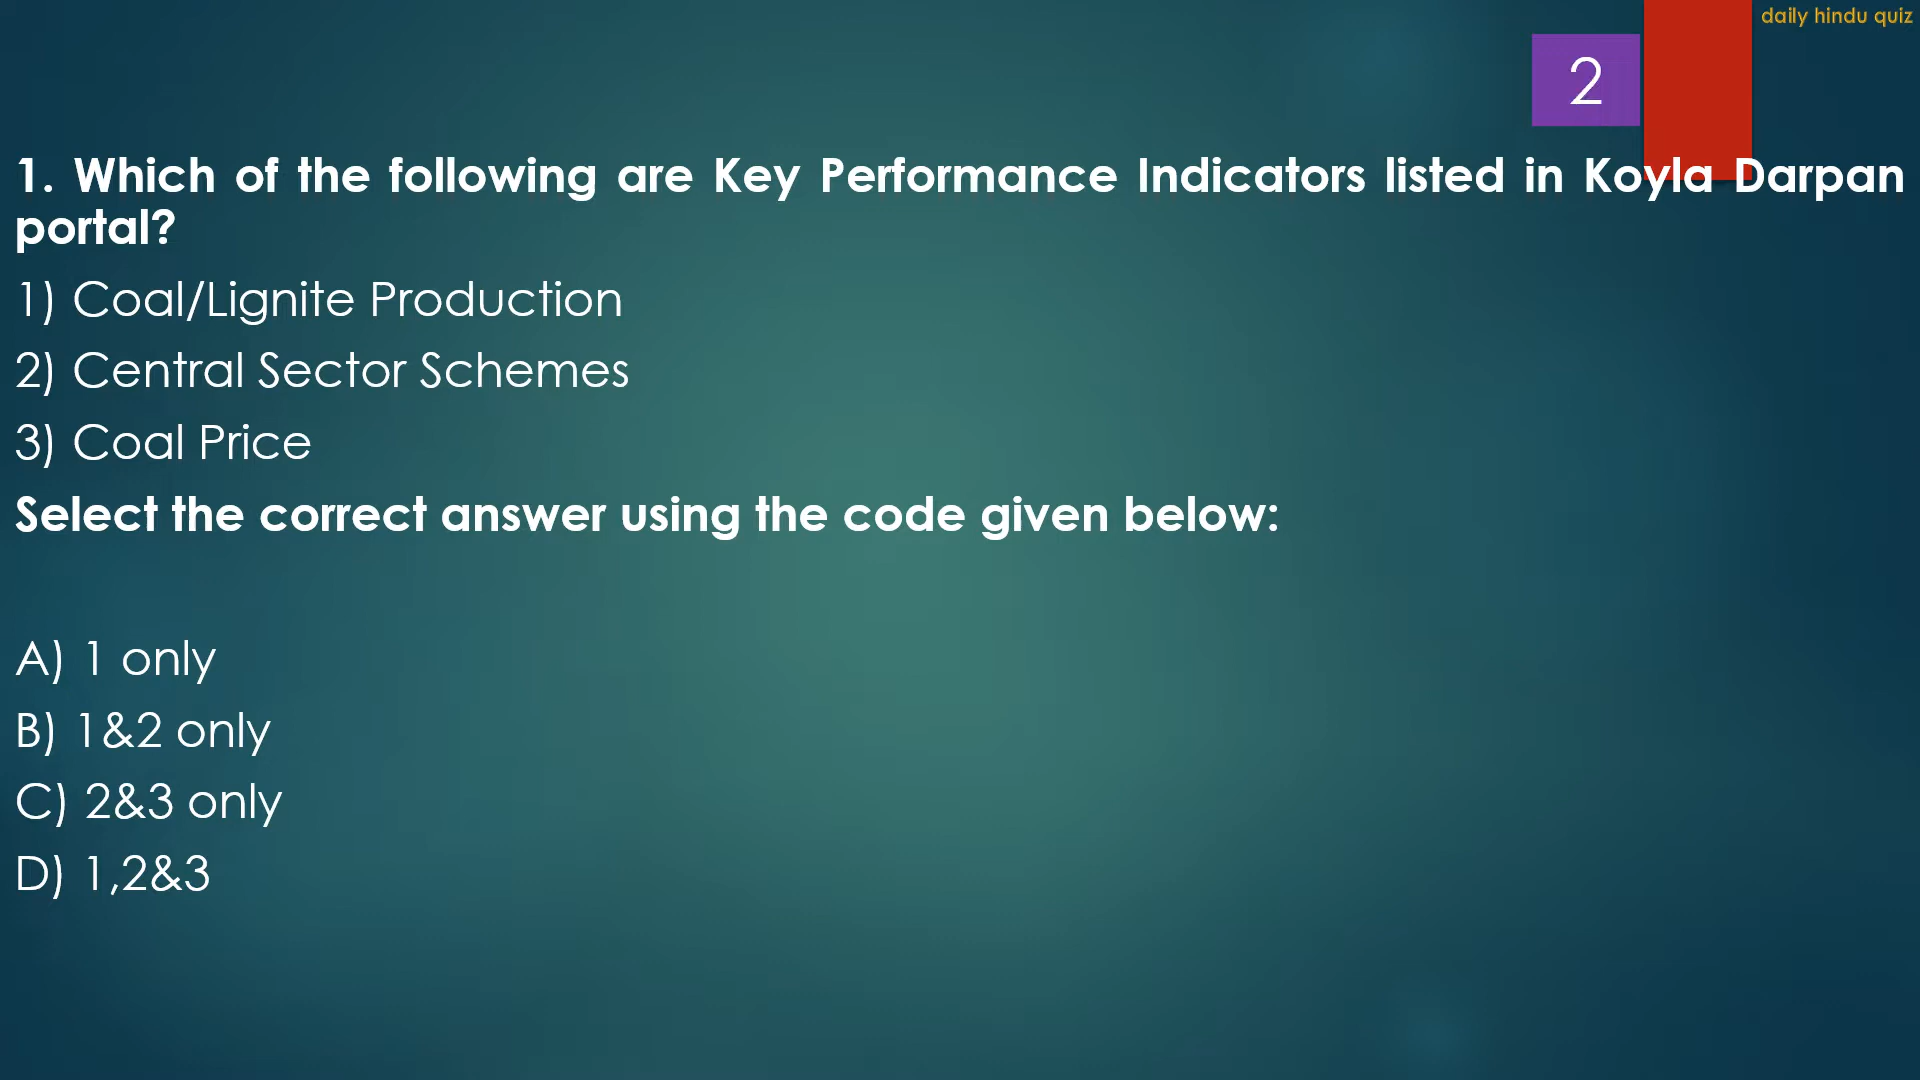 daily hindu quiz
2
1. Which of the following are Key Performance Indicators listed in Koyla Darpan
portal?
1) Coal/Lignite Production
2) Central Sector Schemes
3) Coal Price
Select the correct answer using the code given below:
A) 1 only
B) 1&2 only
C) 2&3 only
D) 1,2&3